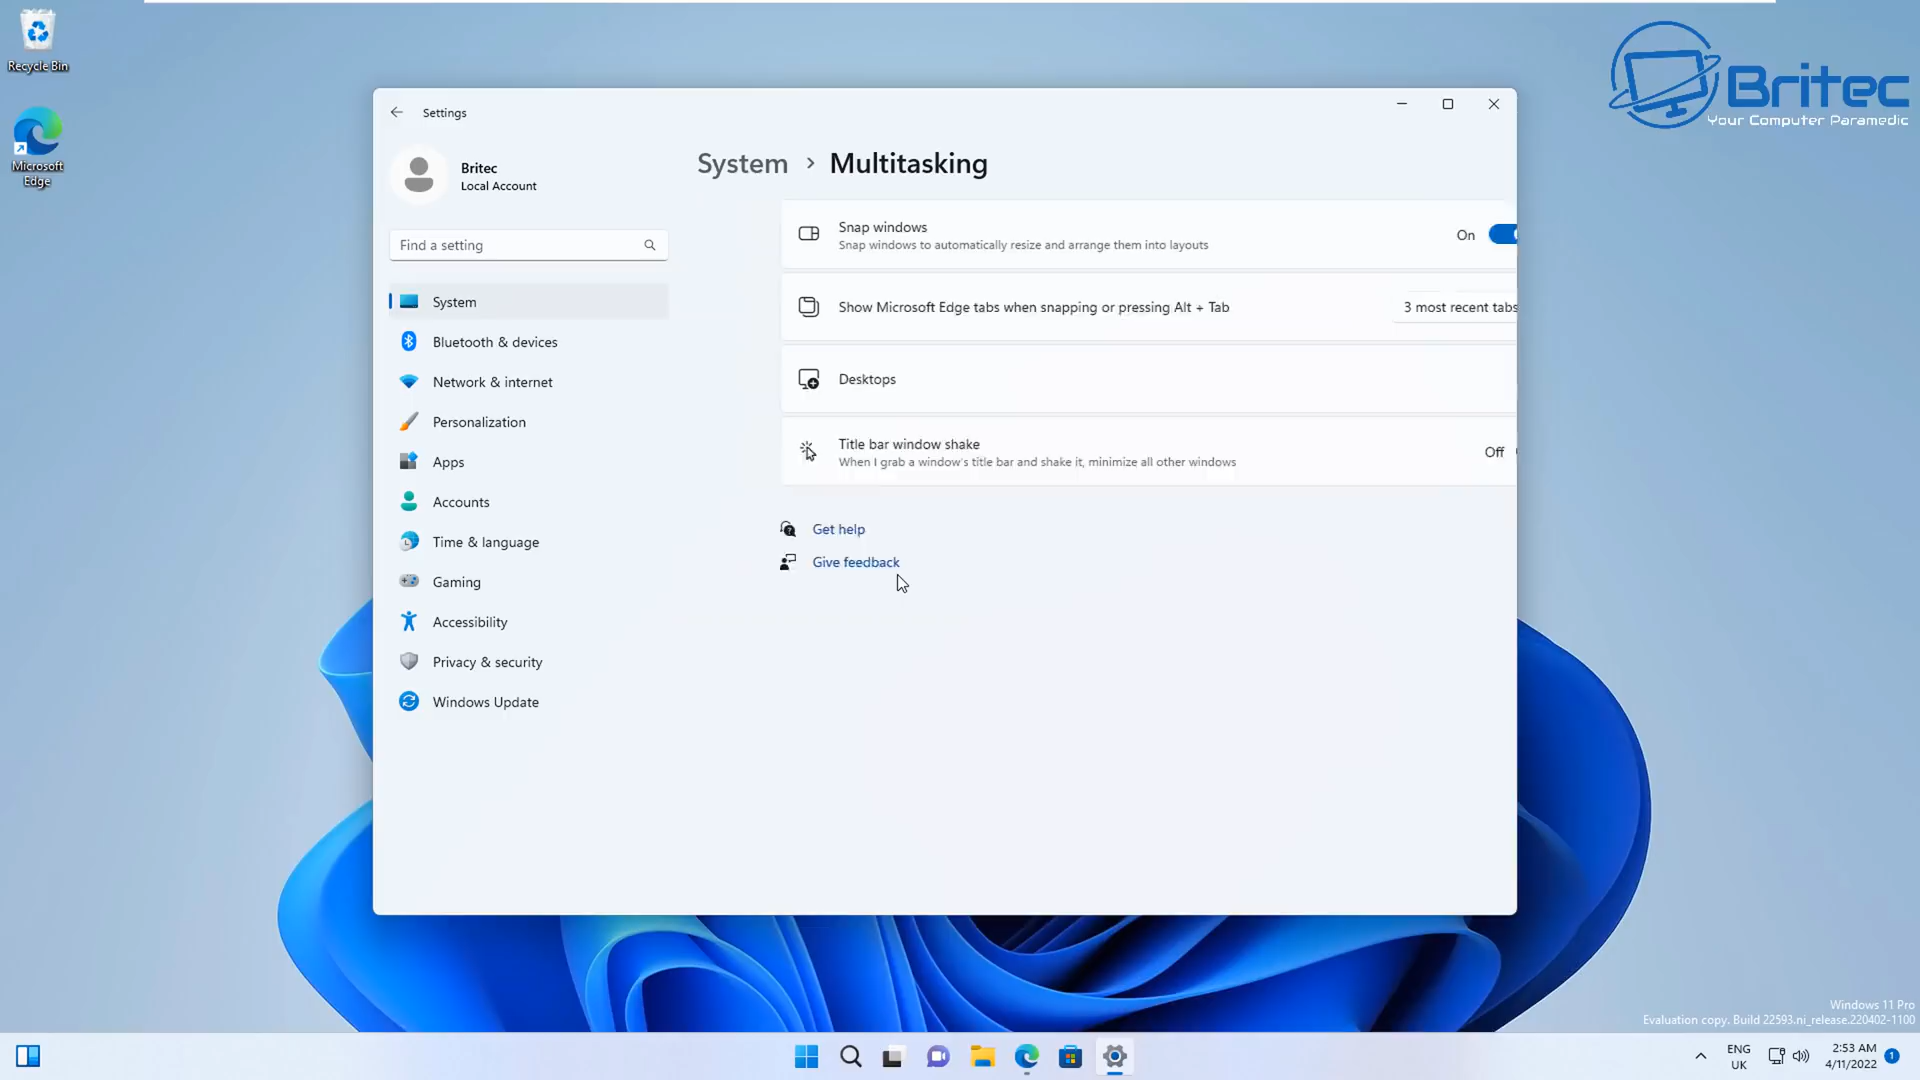 Recycle Bin
Microsoft
Edge
Britec
Your Computer Paramedic
Settings
Britec
Local Account
Find a setting
System
Bluetooth & devices
Network & internet
Personalization
Apps
Accounts
Time & language
Gaming
Accessibility
Privacy & security
Windows Update
System > Multitasking
Snap windows
Snap windows to automatically resize and arrange them into layouts
On
Show Microsoft Edge tabs when snapping or pressing Alt + Tab
3 most recent tabs
Desktops
Title bar window shake
When I grab a window's title bar and shake it, minimize all other windows
Off
Get help
Give feedback
Windows 11 Pro
Evaluation copy. Build 22593.ni_release.220402-1100
ENG
UK
2:53 AM
4/11/2022
1